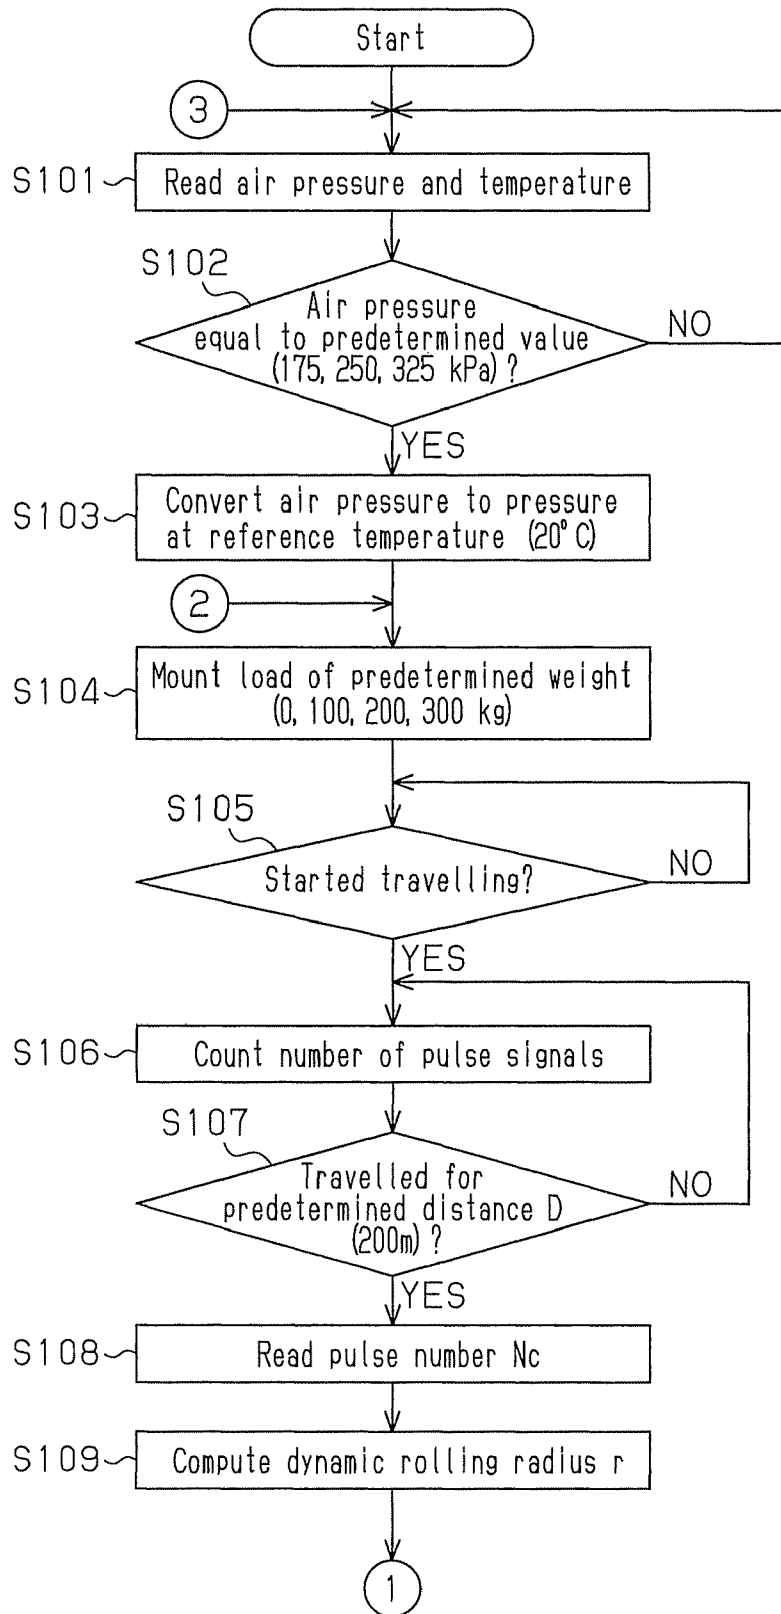 Start
3
S101
Read air pressure and temperature
S102
Air pressure
equal to predetermined value
(175, 250, 325 kPa) ?
NO
YES
S103
Convert air pressure to pressure
at reference temperature (20°C)
2
S104
Mount load of predetermined weight
(0, 100, 200, 300 kg)
S105
Started travelling?
NO
YES
S106
Count number of pulse signals
S107
Travelled for
predetermined distance D
(200m) ?
NO
YES
S108
Read pulse number Nc
S109
Compute dynamic rolling radius r
1